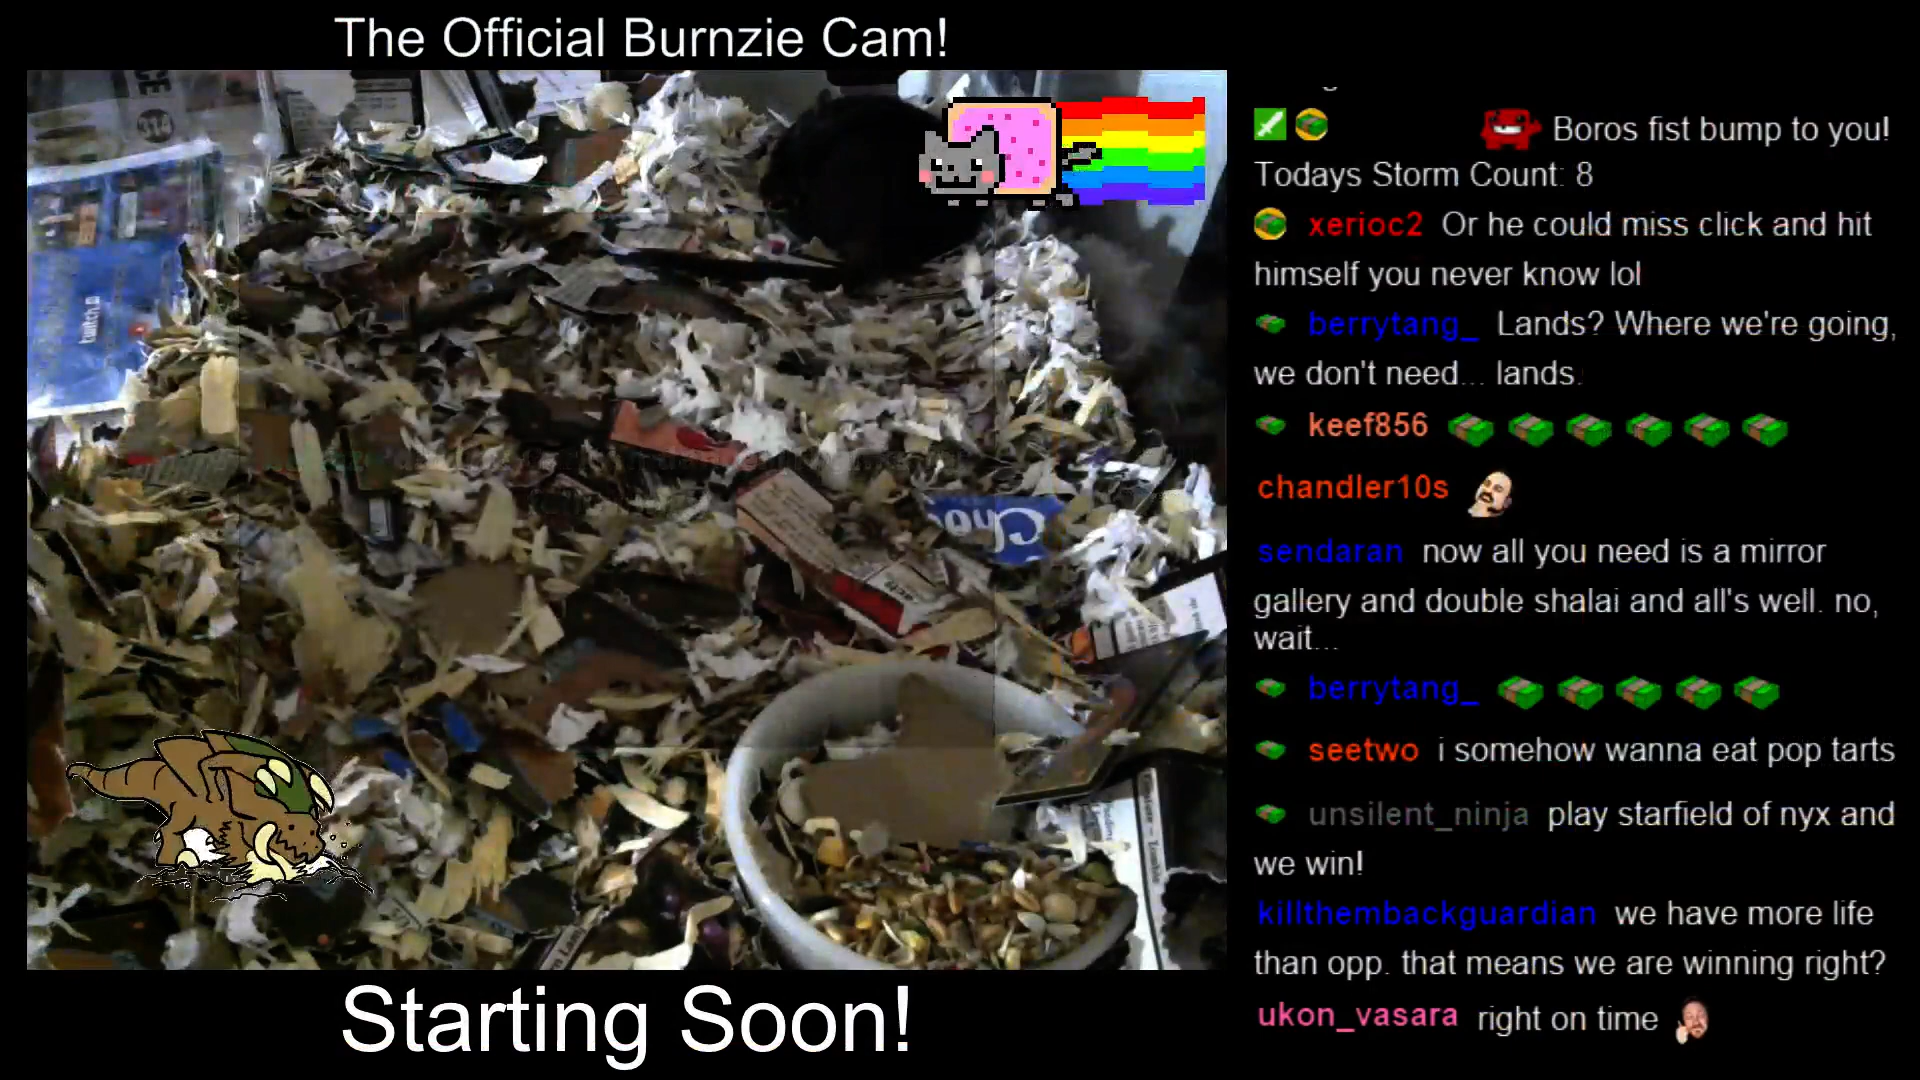 The Official Burnzie Cam!
314
twitch
Choc
Boros fist bump to you!
Todays Storm Count: 8
xerioc2 Or he could miss click and hit
himself you never know lol
berrytang_ Lands? Where we're going,
we don't need... lands.
keef856
chandler10s
sendaran now all you need is a mirror
gallery and double shalai and all's well. no,
wait...
berrytang_
seetwo i somehow wanna eat pop tarts
unsilent_ninja play starfield of nyx and
we win!
killthembackguardian we have more life
than opp. that means we are winning right?
ukon_vasara right on time
Starting Soon!